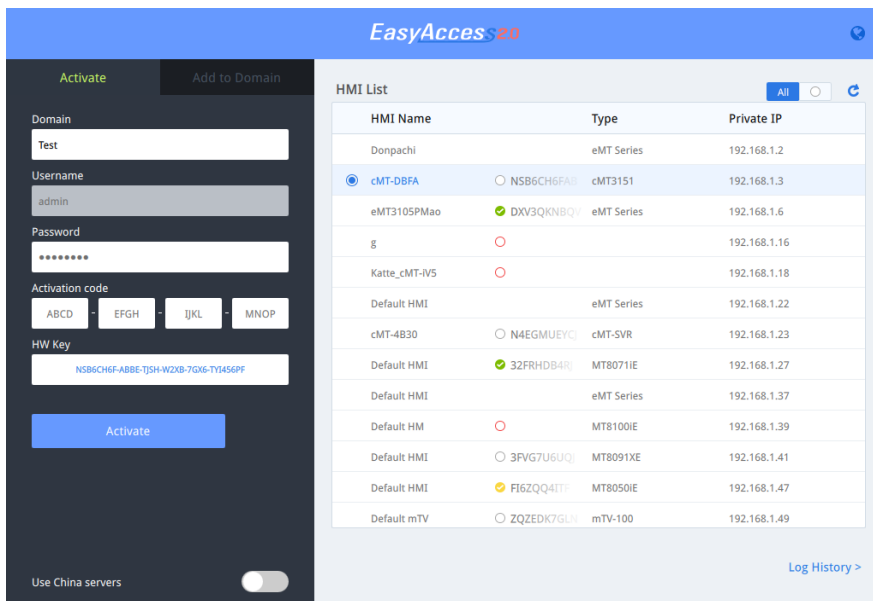 EasyAccess2.0
Activate Add to Domain
Domain
Test
Username
admin
Password
Activation code
ABCD - EFGH - IJKL - MNOP
HW Key
NSB6CH6F-ABBE-TJSH-W2XB-7GX6-TYI456PF
Activate
Use China servers
HMI List
All
HMI Name Type Private IP
Donpachi eMT Series 192.168.1.2
cMT-DBFA NSB6CH6FAB cMT3151 192.168.1.3
eMT3105PMao DXV3QKNBQV eMT Series 192.168.1.6
g 192.168.1.16
Katte_cMT-iV5 192.168.1.18
Default HMI eMT Series 192.168.1.22
cMT-4B30 N4EGMUEYCJ cMT-SVR 192.168.1.23
Default HMI 32FRHDB4RJ MT8071iE 192.168.1.27
Default HMI eMT Series 192.168.1.37
Default HM MT8100iE 192.168.1.39
Default HMI 3FVG7U6UQ MT8091XE 192.168.1.41
Default HMI FI6ZQQ4IT MT8050iE 192.168.1.47
Default mTV ZQZEDK7GLN mTV-100 192.168.1.49
Log History >